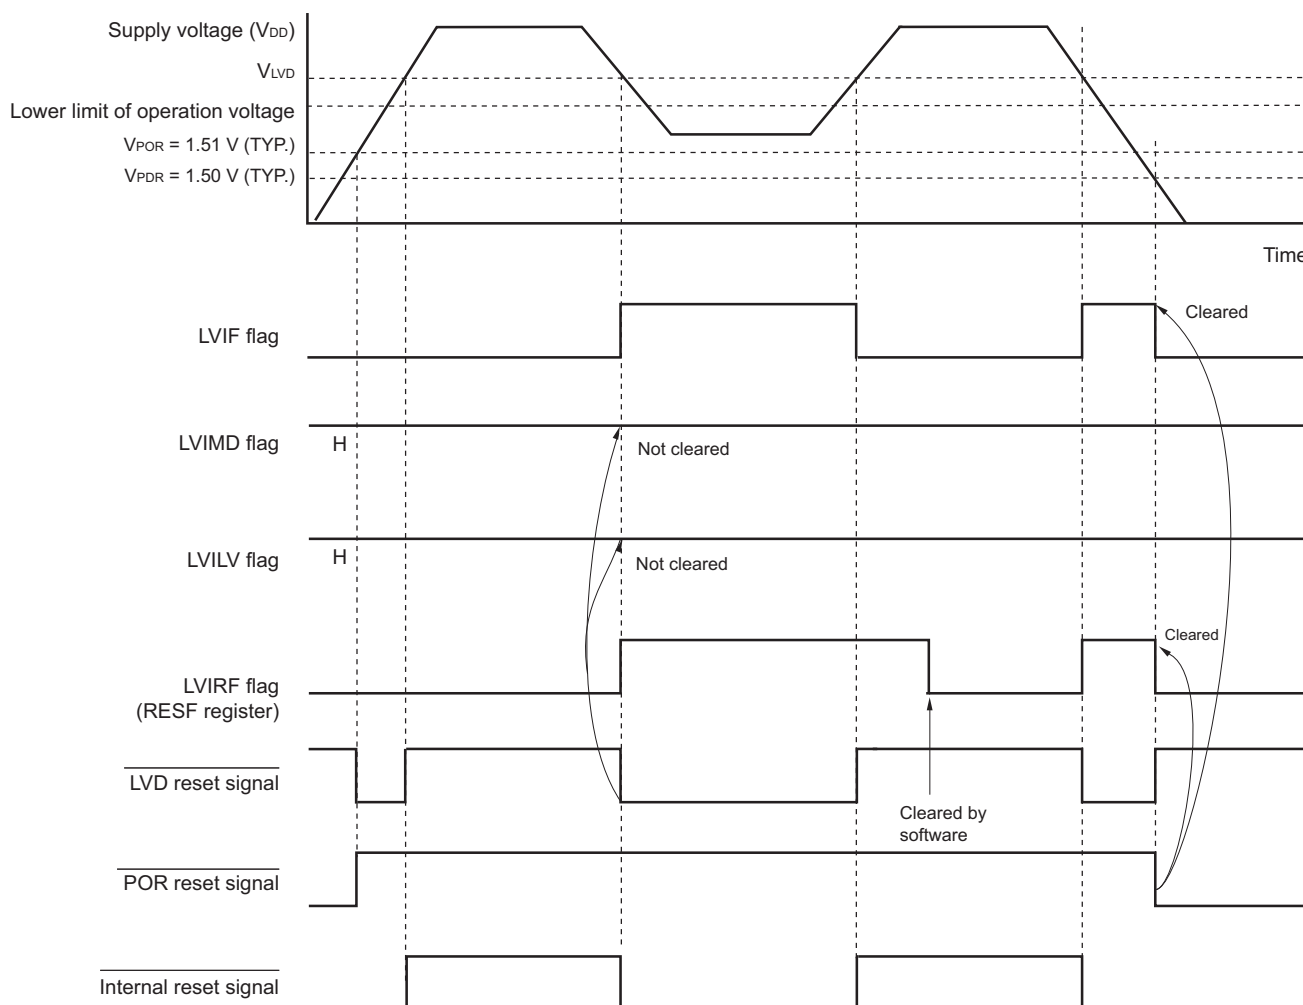 Supply voltage (VDD)
VLVD
Lower limit of operation voltage
VPOR = 1.51 V (TYP.)
VPDR = 1.50 V (TYP.)
Time
LVIF flag
Cleared
LVIMD flag
H
Not cleared
LVILV flag
H
Not cleared
LVIRF flag
(RESF register)
Cleared
LVD reset signal
Cleared by
software
POR reset signal
Internal reset signal